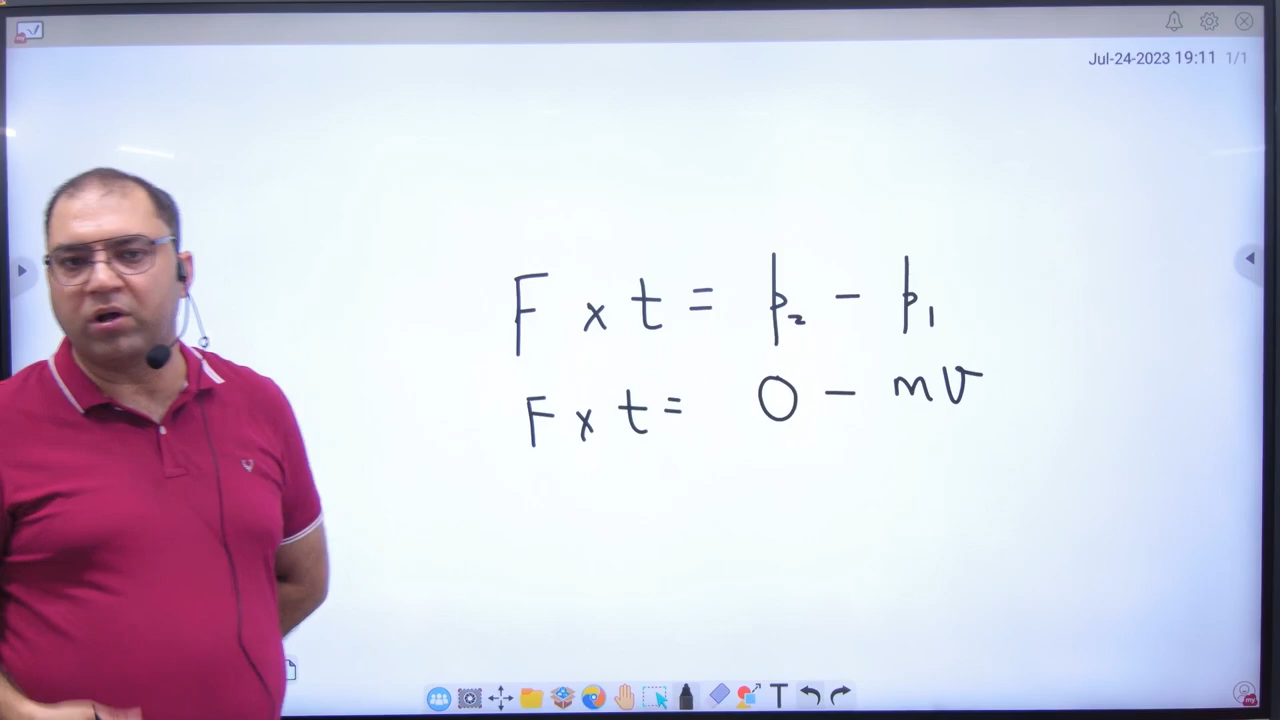 Jul-24-2023 19:11 1/1
F × t = p₂ - p₁
F × t = 0 - mv
T